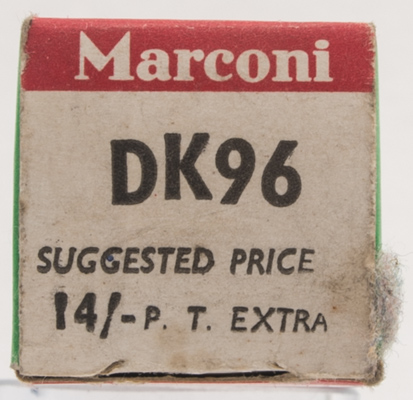 Marconi
DK96
SUGGESTED PRICE
14/- P. T. EXTRA